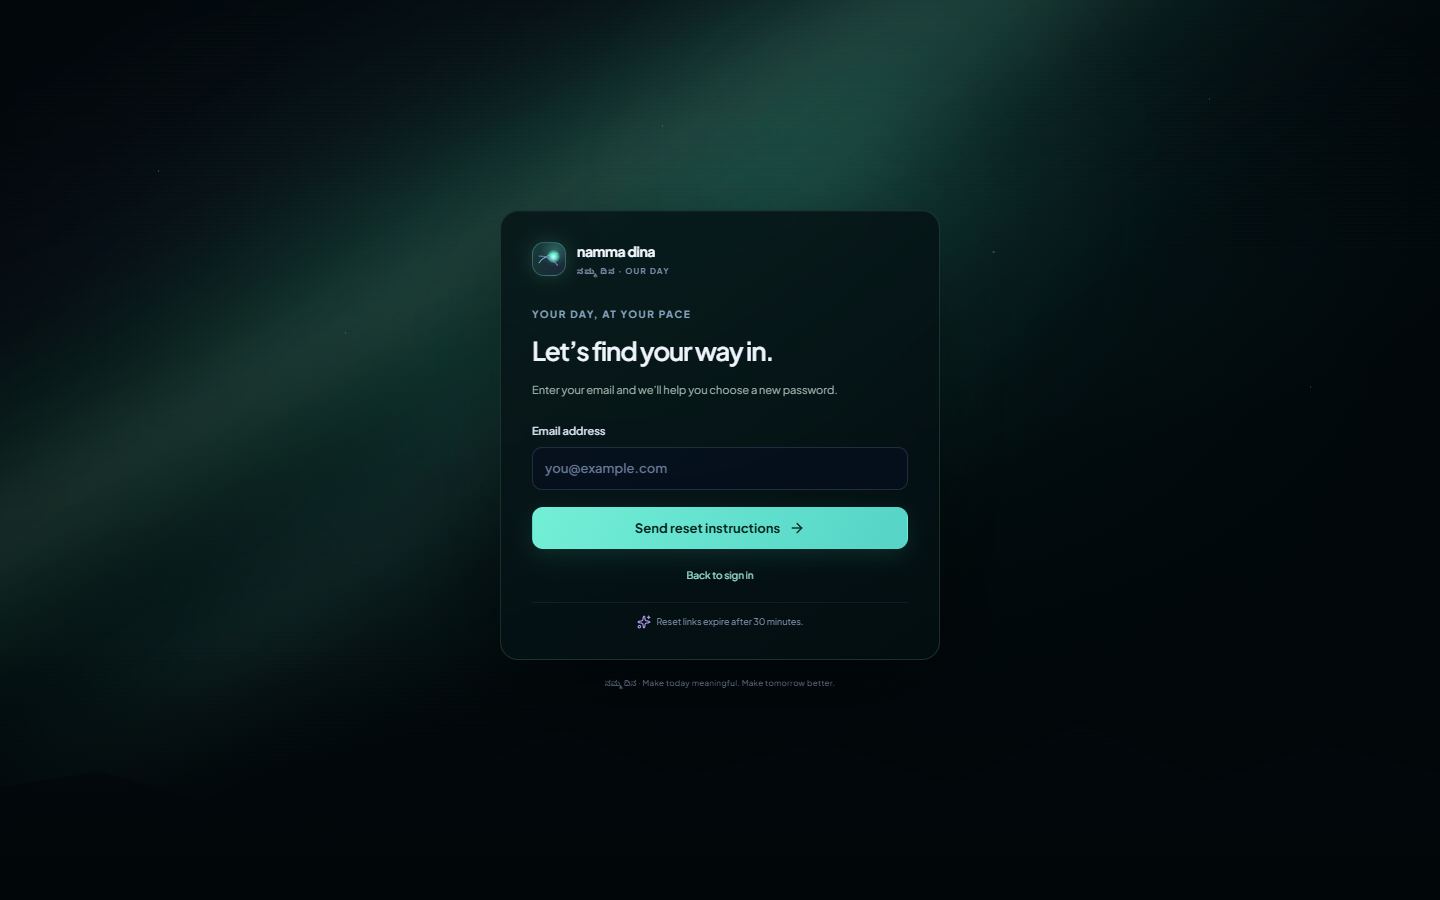 namma dina
ನಮ್ಮ ದಿನ · OUR DAY
YOUR DAY, AT YOUR PACE
Let’s find your way in.
Enter your email and we’ll help you choose a new password.
Email address
you@example.com
Send reset instructions →
Back to sign in
Reset links expire after 30 minutes.
ನಮ್ಮ ದಿನ · Make today meaningful. Make tomorrow better.